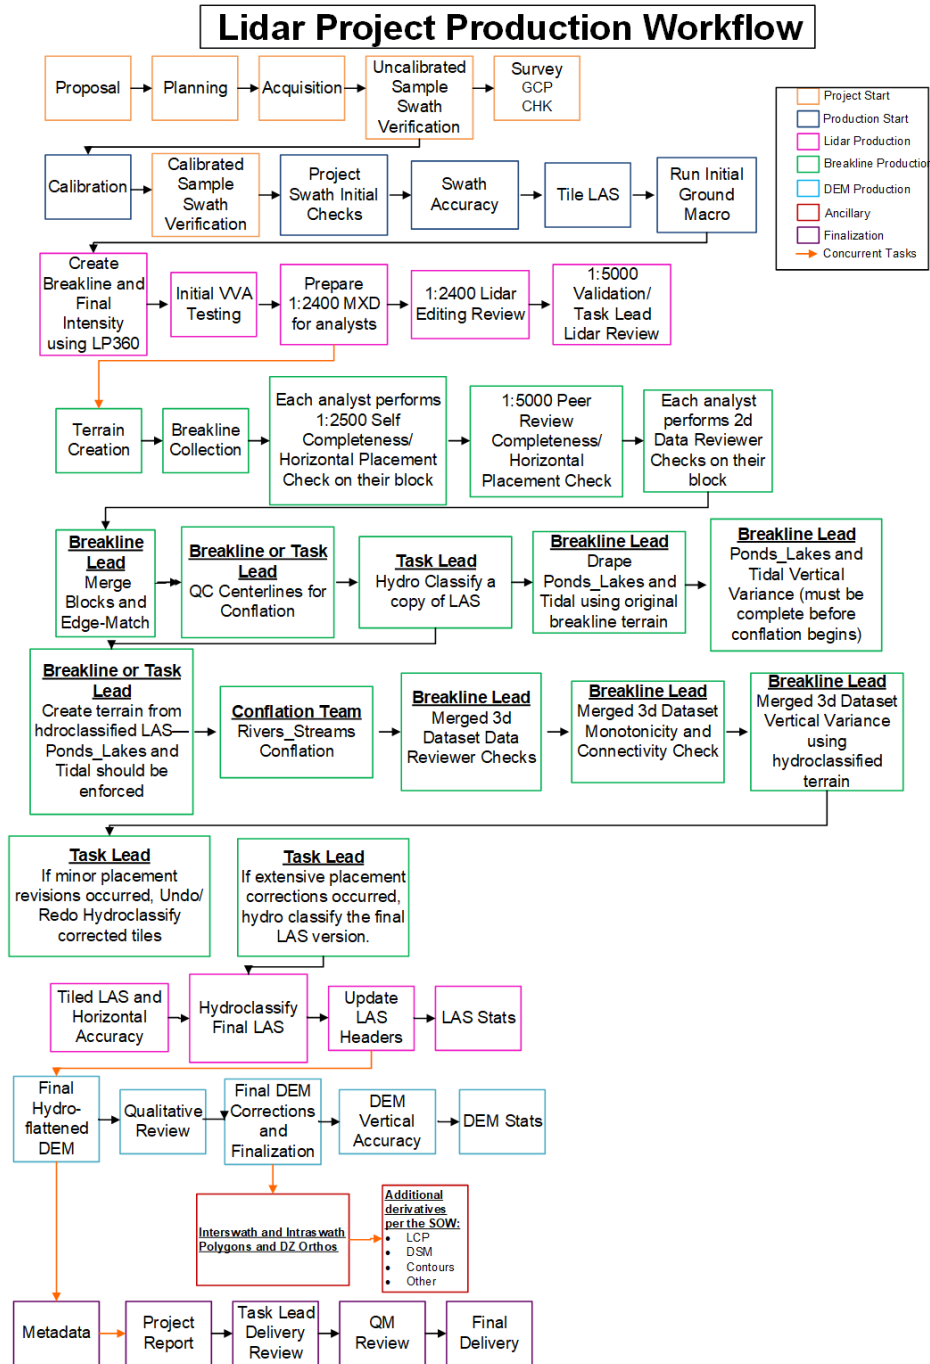 Lidar Project Production Workflow
Proposal
Planning
Acquisition
Uncalibrated
Sample
Swath
Verification
Survey
GCP
CHK
Project Start
Production Start
Lidar Production
Breakline Production
DEM Production
Ancillary
Finalization
Concurrent Tasks
Calibration
Calibrated
Sample
Swath
Verification
Project
Swath Initial
Checks
Swath
Accuracy
Tile LAS
Run Initial
Ground
Macro
Create
Breakline and
Final
Intensity
using LP360
Initial VVA
Testing
Prepare
1:2400 MXD
for analysts
1:2400 Lidar
Editing Review
1:5000
Validation/
Task Lead
Lidar Review
Terrain
Creation
Breakline
Collection
Each analyst performs
1:2500 Self
Completeness/
Horizontal Placement
Check on their block
1:5000 Peer
Review
Completeness/
Horizontal
Placement Check
Each analyst
performs 2d
Data Reviewer
Checks on their
block
Breakline
Lead
Merge
Blocks and
Edge-Match
Breakline or Task
Lead
QC Centerlines for
Conflation
Task Lead
Hydro Classify a
copy of LAS
Breakline Lead
Drape
Ponds_Lakes and
Tidal using original
breakline terrain
Breakline Lead
Ponds_Lakes and
Tidal Vertical
Variance (must be
complete before
conflation begins)
Breakline or Task
Lead
Create terrain from
hdroclassified LAS—
Ponds_Lakes and
Tidal should be
enforced
Conflation Team
Rivers_Streams
Conflation
Breakline Lead
Merged 3d
Dataset Data
Reviewer Checks
Breakline Lead
Merged 3d Dataset
Monotonicity and
Connectivity Check
Breakline Lead
Merged 3d Dataset
Vertical Variance
using
hydroclassified
terrain
Task Lead
If minor placement
revisions occurred, Undo/
Redo Hydroclassify
corrected tiles
Task Lead
If extensive placement
corrections occurred,
hydro classify the final
LAS version.
Tiled LAS and
Horizontal
Accuracy
Hydroclassify
Final LAS
Update
LAS
Headers
LAS Stats
Final
Hydro-
flattened
DEM
Qualitative
Review
Final DEM
Corrections
and
Finalization
DEM
Vertical
Accuracy
DEM Stats
Interswath and Intraswath
Polygons and DZ Orthos
Additional
derivatives
per the SOW:
• LCP
• DSM
• Contours
• Other
Metadata
Project
Report
Task Lead
Delivery
Review
QM
Review
Final
Delivery